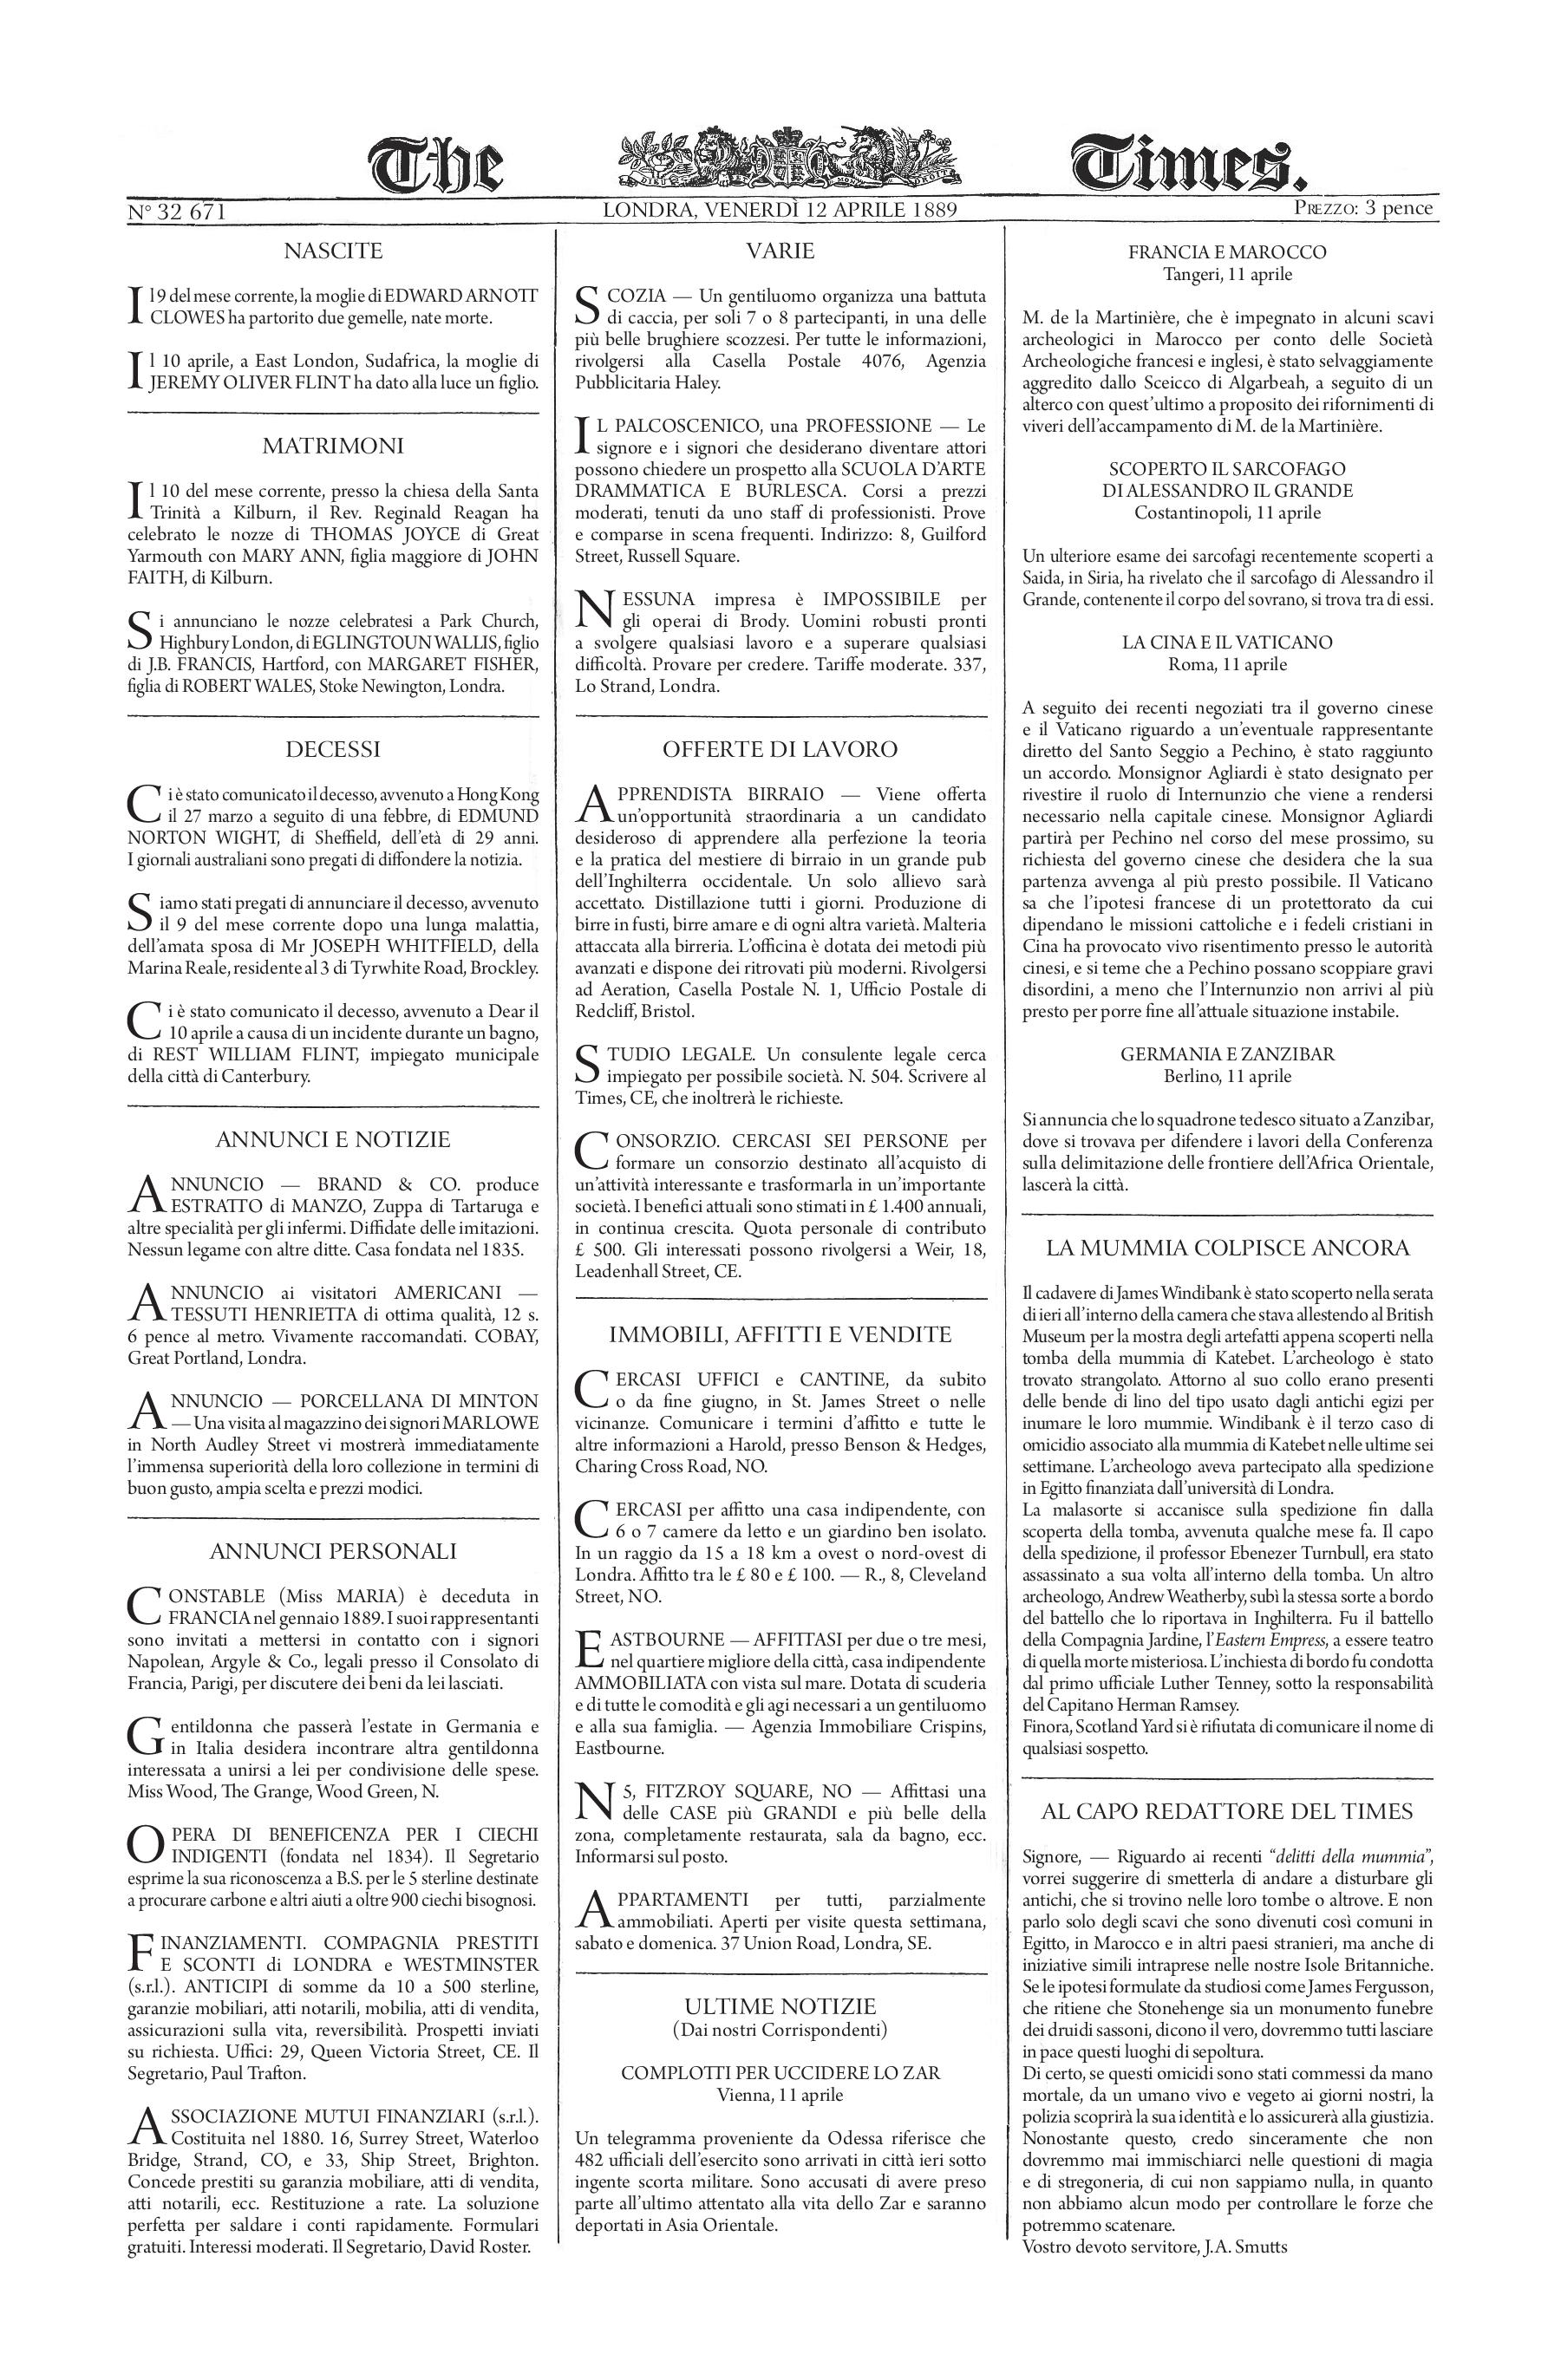 The Times.
DIEU ET MON DROIT
N° 32 671
LONDRA, VENERDÌ 12 APRILE 1889
PREZZO: 3 pence
NASCITE
Il 9 del mese corrente, la moglie di EDWARD ARNOTT
CLOWES ha partorito due gemelle, nate morte.
Il 10 aprile, a East London, Sudafrica, la moglie di
JEREMY OLIVER FLINT ha dato alla luce un figlio.
MATRIMONI
Il 10 del mese corrente, presso la chiesa della Santa
Trinità a Kilburn, il Rev. Reginald Reagan ha
celebrato le nozze di THOMAS JOYCE di Great
Yarmouth con MARY ANN, figlia maggiore di JOHN
FAITH, di Kilburn.
Si annunciano le nozze celebratesi a Park Church,
Highbury London, di EGLINGTOUN WALLIS, figlio
di J.B. FRANCIS, Hartford, con MARGARET FISHER,
figlia di ROBERT WALES, Stoke Newington, Londra.
DECESSI
Ci è stato comunicato il decesso, avvenuto a Hong Kong
il 27 marzo a seguito di una febbre, di EDMUND
NORTON WIGHT, di Sheffield, dell'età di 29 anni.
I giornali australiani sono pregati di diffondere la notizia.
Siamo stati pregati di annunciare il decesso, avvenuto
il 9 del mese corrente dopo una lunga malattia,
dell'amata sposa di Mr JOSEPH WHITFIELD, della
Marina Reale, residente al 3 di Tyrwhite Road, Brockley.
Ci è stato comunicato il decesso, avvenuto a Dear il
10 aprile a causa di un incidente durante un bagno,
di REST WILLIAM FLINT, impiegato municipale
della città di Canterbury.
ANNUNCI E NOTIZIE
ANNUNCIO — BRAND & CO. produce
ESTRATTO di MANZO, Zuppa di Tartaruga e
altre specialità per gli infermi. Diffidate delle imitazioni.
Nessun legame con altre ditte. Casa fondata nel 1835.
ANNUNCIO ai visitatori AMERICANI —
TESSUTI HENRIETTA di ottima qualità, 12 s.
6 pence al metro. Vivamente raccomandati. COBAY,
Great Portland, Londra.
ANNUNCIO — PORCELLANA DI MINTON
— Una visita al magazzino dei signori MARLOWE
in North Audley Street vi mostrerà immediatamente
l'immensa superiorità della loro collezione in termini di
buon gusto, ampia scelta e prezzi modici.
ANNUNCI PERSONALI
CONSTABLE (Miss MARIA) è deceduta in
FRANCIA nel gennaio 1889. I suoi rappresentanti
sono invitati a mettersi in contatto con i signori
Napolean, Argyle & Co., legali presso il Consolato di
Francia, Parigi, per discutere dei beni da lei lasciati.
Gentildonna che passerà l'estate in Germania e
in Italia desidera incontrare altra gentildonna
interessata a unirsi a lei per condivisione delle spese.
Miss Wood, The Grange, Wood Green, N.
OPERA DI BENEFICENZA PER I CIECHI
INDIGENTI (fondata nel 1834). Il Segretario
esprime la sua riconoscenza a B.S. per le 5 sterline destinate
a procurare carbone e altri aiuti a oltre 900 ciechi bisognosi.
FINANZIAMENTI. COMPAGNIA PRESTITI
E SCONTI di LONDRA e WESTMINSTER
(s.r.l.). ANTICIPI di somme da 10 a 500 sterline,
garanzie mobiliari, atti notarili, mobilia, atti di vendita,
assicurazioni sulla vita, reversibilità. Prospetti inviati
su richiesta. Uffici: 29, Queen Victoria Street, CE. Il
Segretario, Paul Trafton.
ASSOCIAZIONE MUTUI FINANZIARI (s.r.l.).
Costituita nel 1880. 16, Surrey Street, Waterloo
Bridge, Strand, CO, e 33, Ship Street, Brighton.
Concede prestiti su garanzia mobiliare, atti di vendita,
atti notarili, ecc. Restituzione a rate. La soluzione
perfetta per saldare i conti rapidamente. Formulari
gratuiti. Interessi moderati. Il Segretario, David Roster.
VARIE
SCOZIA — Un gentiluomo organizza una battuta
di caccia, per soli 7 o 8 partecipanti, in una delle
più belle brughiere scozzesi. Per tutte le informazioni,
rivolgersi alla Casella Postale 4076, Agenzia
Pubblicitaria Haley.
IL PALCOSCENICO, una PROFESSIONE — Le
signore e i signori che desiderano diventare attori
possono chiedere un prospetto alla SCUOLA D'ARTE
DRAMMATICA E BURLESCA. Corsi a prezzi
moderati, tenuti da uno staff di professionisti. Prove
e comparse in scena frequenti. Indirizzo: 8, Guilford
Street, Russell Square.
NESSUNA impresa è IMPOSSIBILE per
gli operai di Brody. Uomini robusti pronti
a svolgere qualsiasi lavoro e a superare qualsiasi
difficoltà. Provare per credere. Tariffe moderate. 337,
Lo Strand, Londra.
OFFERTE DI LAVORO
APPRENDISTA BIRRAIO — Viene offerta
un'opportunità straordinaria a un candidato
desideroso di apprendere alla perfezione la teoria
e la pratica del mestiere di birraio in un grande pub
dell'Inghilterra occidentale. Un solo allievo sarà
accettato. Distillazione tutti i giorni. Produzione di
birre in fusti, birre amare e di ogni altra varietà. Malteria
attaccata alla birreria. L'officina è dotata dei metodi più
avanzati e dispone dei ritrovati più moderni. Rivolgersi
ad Aeration, Casella Postale N. 1, Ufficio Postale di
Redcliff, Bristol.
STUDIO LEGALE. Un consulente legale cerca
impiegato per possibile società. N. 504. Scrivere al
Times, CE, che inoltrerà le richieste.
CONSORZIO. CERCASI SEI PERSONE per
formare un consorzio destinato all'acquisto di
un'attività interessante e trasformarla in un'importante
società. I benefici attuali sono stimati in £ 1.400 annuali,
in continua crescita. Quota personale di contributo
£ 500. Gli interessati possono rivolgersi a Weir, 18,
Leadenhall Street, CE.
IMMOBILI, AFFITTI E VENDITE
CERCASI UFFICI e CANTINE, da subito
o da fine giugno, in St. James Street o nelle
vicinanze. Comunicare i termini d'affitto e tutte le
altre informazioni a Harold, presso Benson & Hedges,
Charing Cross Road, NO.
CERCASI per affitto una casa indipendente, con
6 o 7 camere da letto e un giardino ben isolato.
In un raggio da 15 a 18 km a ovest o nord-ovest di
Londra. Affitto tra le £ 80 e £ 100. — R., 8, Cleveland
Street, NO.
EASTBOURNE — AFFITTASI per due o tre mesi,
nel quartiere migliore della città, casa indipendente
AMMOBILIATA con vista sul mare. Dotata di scuderia
e di tutte le comodità e gli agi necessari a un gentiluomo
e alla sua famiglia. — Agenzia Immobiliare Crispins,
Eastbourne.
N 5, FITZROY SQUARE, NO — Affittasi una
delle CASE più GRANDI e più belle della
zona, completamente restaurata, sala da bagno, ecc.
Informarsi sul posto.
APPARTAMENTI per tutti, parzialmente
ammobiliati. Aperti per visite questa settimana,
sabato e domenica. 37 Union Road, Londra, SE.
ULTIME NOTIZIE
(Dai nostri Corrispondenti)
COMPLOTTI PER UCCIDERE LO ZAR
Vienna, 11 aprile
Un telegramma proveniente da Odessa riferisce che
482 ufficiali dell'esercito sono arrivati in città ieri sotto
ingente scorta militare. Sono accusati di avere preso
parte all'ultimo attentato alla vita dello Zar e saranno
deportati in Asia Orientale.
FRANCIA E MAROCCO
Tangeri, 11 aprile
M. de la Martinière, che è impegnato in alcuni scavi
archeologici in Marocco per conto delle Società
Archeologiche francesi e inglesi, è stato selvaggiamente
aggredito dallo Sceicco di Algarbeah, a seguito di un
alterco con quest'ultimo a proposito dei rifornimenti di
viveri dell'accampamento di M. de la Martinière.
SCOPERTO IL SARCOFAGO
DI ALESSANDRO IL GRANDE
Costantinopoli, 11 aprile
Un ulteriore esame dei sarcofagi recentemente scoperti a
Saida, in Siria, ha rivelato che il sarcofago di Alessandro il
Grande, contenente il corpo del sovrano, si trova tra di essi.
LA CINA E IL VATICANO
Roma, 11 aprile
A seguito dei recenti negoziati tra il governo cinese
e il Vaticano riguardo a un'eventuale rappresentante
diretto del Santo Seggio a Pechino, è stato raggiunto
un accordo. Monsignor Agliardi è stato designato per
rivestire il ruolo di Internunzio che viene a rendersi
necessario nella capitale cinese. Monsignor Agliardi
partirà per Pechino nel corso del mese prossimo, su
richiesta del governo cinese che desidera che la sua
partenza avvenga al più presto possibile. Il Vaticano
sa che l'ipotesi francese di un protettorato da cui
dipendano le missioni cattoliche e i fedeli cristiani in
Cina ha provocato vivo risentimento presso le autorità
cinesi, e si teme che a Pechino possano scoppiare gravi
disordini, a meno che l'Internunzio non arrivi al più
presto per porre fine all'attuale situazione instabile.
GERMANIA E ZANZIBAR
Berlino, 11 aprile
Si annuncia che lo squadrone tedesco situato a Zanzibar,
dove si trovava per difendere i lavori della Conferenza
sulla delimitazione delle frontiere dell'Africa Orientale,
lascerà la città.
LA MUMMIA COLPISCE ANCORA
Il cadavere di James Windibank è stato scoperto nella serata
di ieri all'interno della camera che stava allestendo al British
Museum per la mostra degli artefatti appena scoperti nella
tomba della mummia di Katebet. L'archeologo è stato
trovato strangolato. Attorno al suo collo erano presenti
delle bende di lino del tipo usato dagli antichi egizi per
inumare le loro mummie. Windibank è il terzo caso di
omicidio associato alla mummia di Katebet nelle ultime sei
settimane. L'archeologo aveva partecipato alla spedizione
in Egitto finanziata dall'università di Londra.
La malasorte si accanisce sulla spedizione fin dalla
scoperta della tomba, avvenuta qualche mese fa. Il capo
della spedizione, il professor Ebenezer Turnbull, era stato
assassinato a sua volta all'interno della tomba. Un altro
archeologo, Andrew Weatherby, subì la stessa sorte a bordo
del battello che lo riportava in Inghilterra. Fu il battello
della Compagnia Jardine, l'Eastern Empress, a essere teatro
di quella morte misteriosa. L'inchiesta di bordo fu condotta
dal primo ufficiale Luther Tenney, sotto la responsabilità
del Capitano Herman Ramsey.
Finora, Scotland Yard si è rifiutata di comunicare il nome di
qualsiasi sospetto.
AL CAPO REDATTORE DEL TIMES
Signore, — Riguardo ai recenti “delitti della mummia”,
vorrei suggerire di smetterla di andare a disturbare gli
antichi, che si trovino nelle loro tombe o altrove. E non
parlo solo degli scavi che sono divenuti così comuni in
Egitto, in Marocco e in altri paesi stranieri, ma anche di
iniziative simili intraprese nelle nostre Isole Britanniche.
Se le ipotesi formulate da studiosi come James Fergusson,
che ritiene che Stonehenge sia un monumento funebre
dei druidi sassoni, dicono il vero, dovremmo tutti lasciare
in pace questi luoghi di sepoltura.
Di certo, se questi omicidi sono stati commessi da mano
mortale, da un umano vivo e vegeto ai giorni nostri, la
polizia scoprirà la sua identità e lo assicurerà alla giustizia.
Nonostante questo, credo sinceramente che non
dovremmo mai immischiarci nelle questioni di magia
e di stregoneria, di cui non sappiamo nulla, in quanto
non abbiamo alcun modo per controllare le forze che
potremmo scatenare.
Vostro devoto servitore, J.A. Smutts